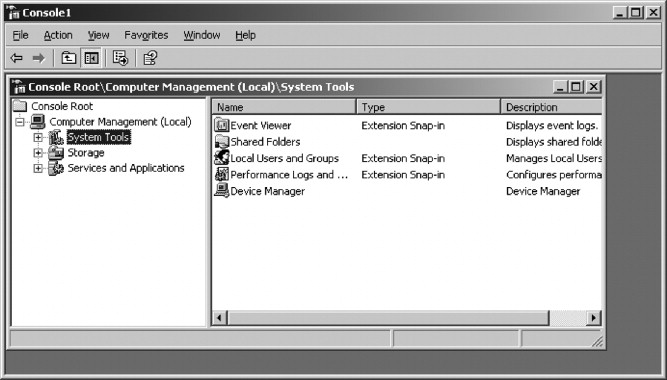 Console1
File Action View Favorites Window Help
Console Root\Computer Management (Local)\System Tools
Console Root
Computer Management (Local)
System Tools
Storage
Services and Applications
Name Type Description
Event Viewer Extension Snap-in Displays event logs.
Shared Folders Displays shared folde
Local Users and Groups Extension Snap-in Manages Local Users
Performance Logs and ... Extension Snap-in Configures performa
Device Manager Device Manager